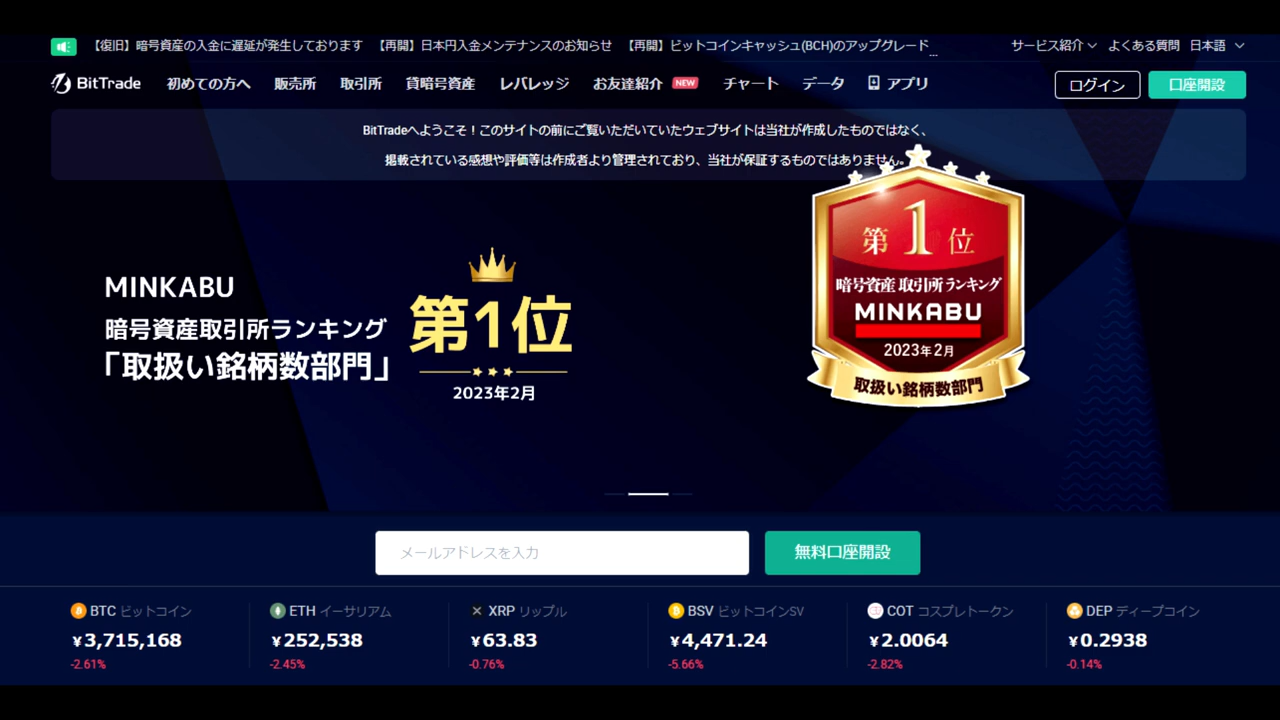 【復旧】暗号資産の入金に遅延が発生しております 【再開】日本円入金メンテナンスのお知らせ 【再開】ビットコインキャッシュ(BCH)のアップグレード... サービス紹介 よくある質問 日本語
BitTrade 初めての方へ 販売所 取引所 貸暗号資産 レバレッジ お友達紹介 NEW チャート データ アプリ ログイン 口座開設
BitTradeへようこそ！このサイトの前にご覧いただいていたウェブサイトは当社が作成したものではなく、
掲載されている感想や評価等は作成者より管理されており、当社が保証するものではありません。
MINKABU
暗号資産取引所ランキング
「取扱い銘柄数部門」
第1位
2023年2月
第1位
暗号資産 取引所 ランキング
MINKABU
2023年2月
取扱い銘柄数部門
メールアドレスを入力 無料口座開設
BTC ビットコイン ETH イーサリアム XRP リップル BSV ビットコインSV COT コスプレトークン DEP ディープコイン
¥3,715,168 ¥252,538 ¥63.83 ¥4,471.24 ¥2.0064 ¥0.2938
-2.61% -2.45% -0.76% -5.66% -2.82% -0.14%